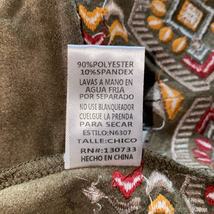 90%POLYESTER
10%SPANDEX
LAVAS A MANO EN
AGUA FRIA
POR SEPARADO
NO USE BLANQUEADOR
CUELGUE LA PRENDA
PARA SECAR
ESTILO:N6307
TALLE:CHICO
RN#:130733
HECHO EN CHINA